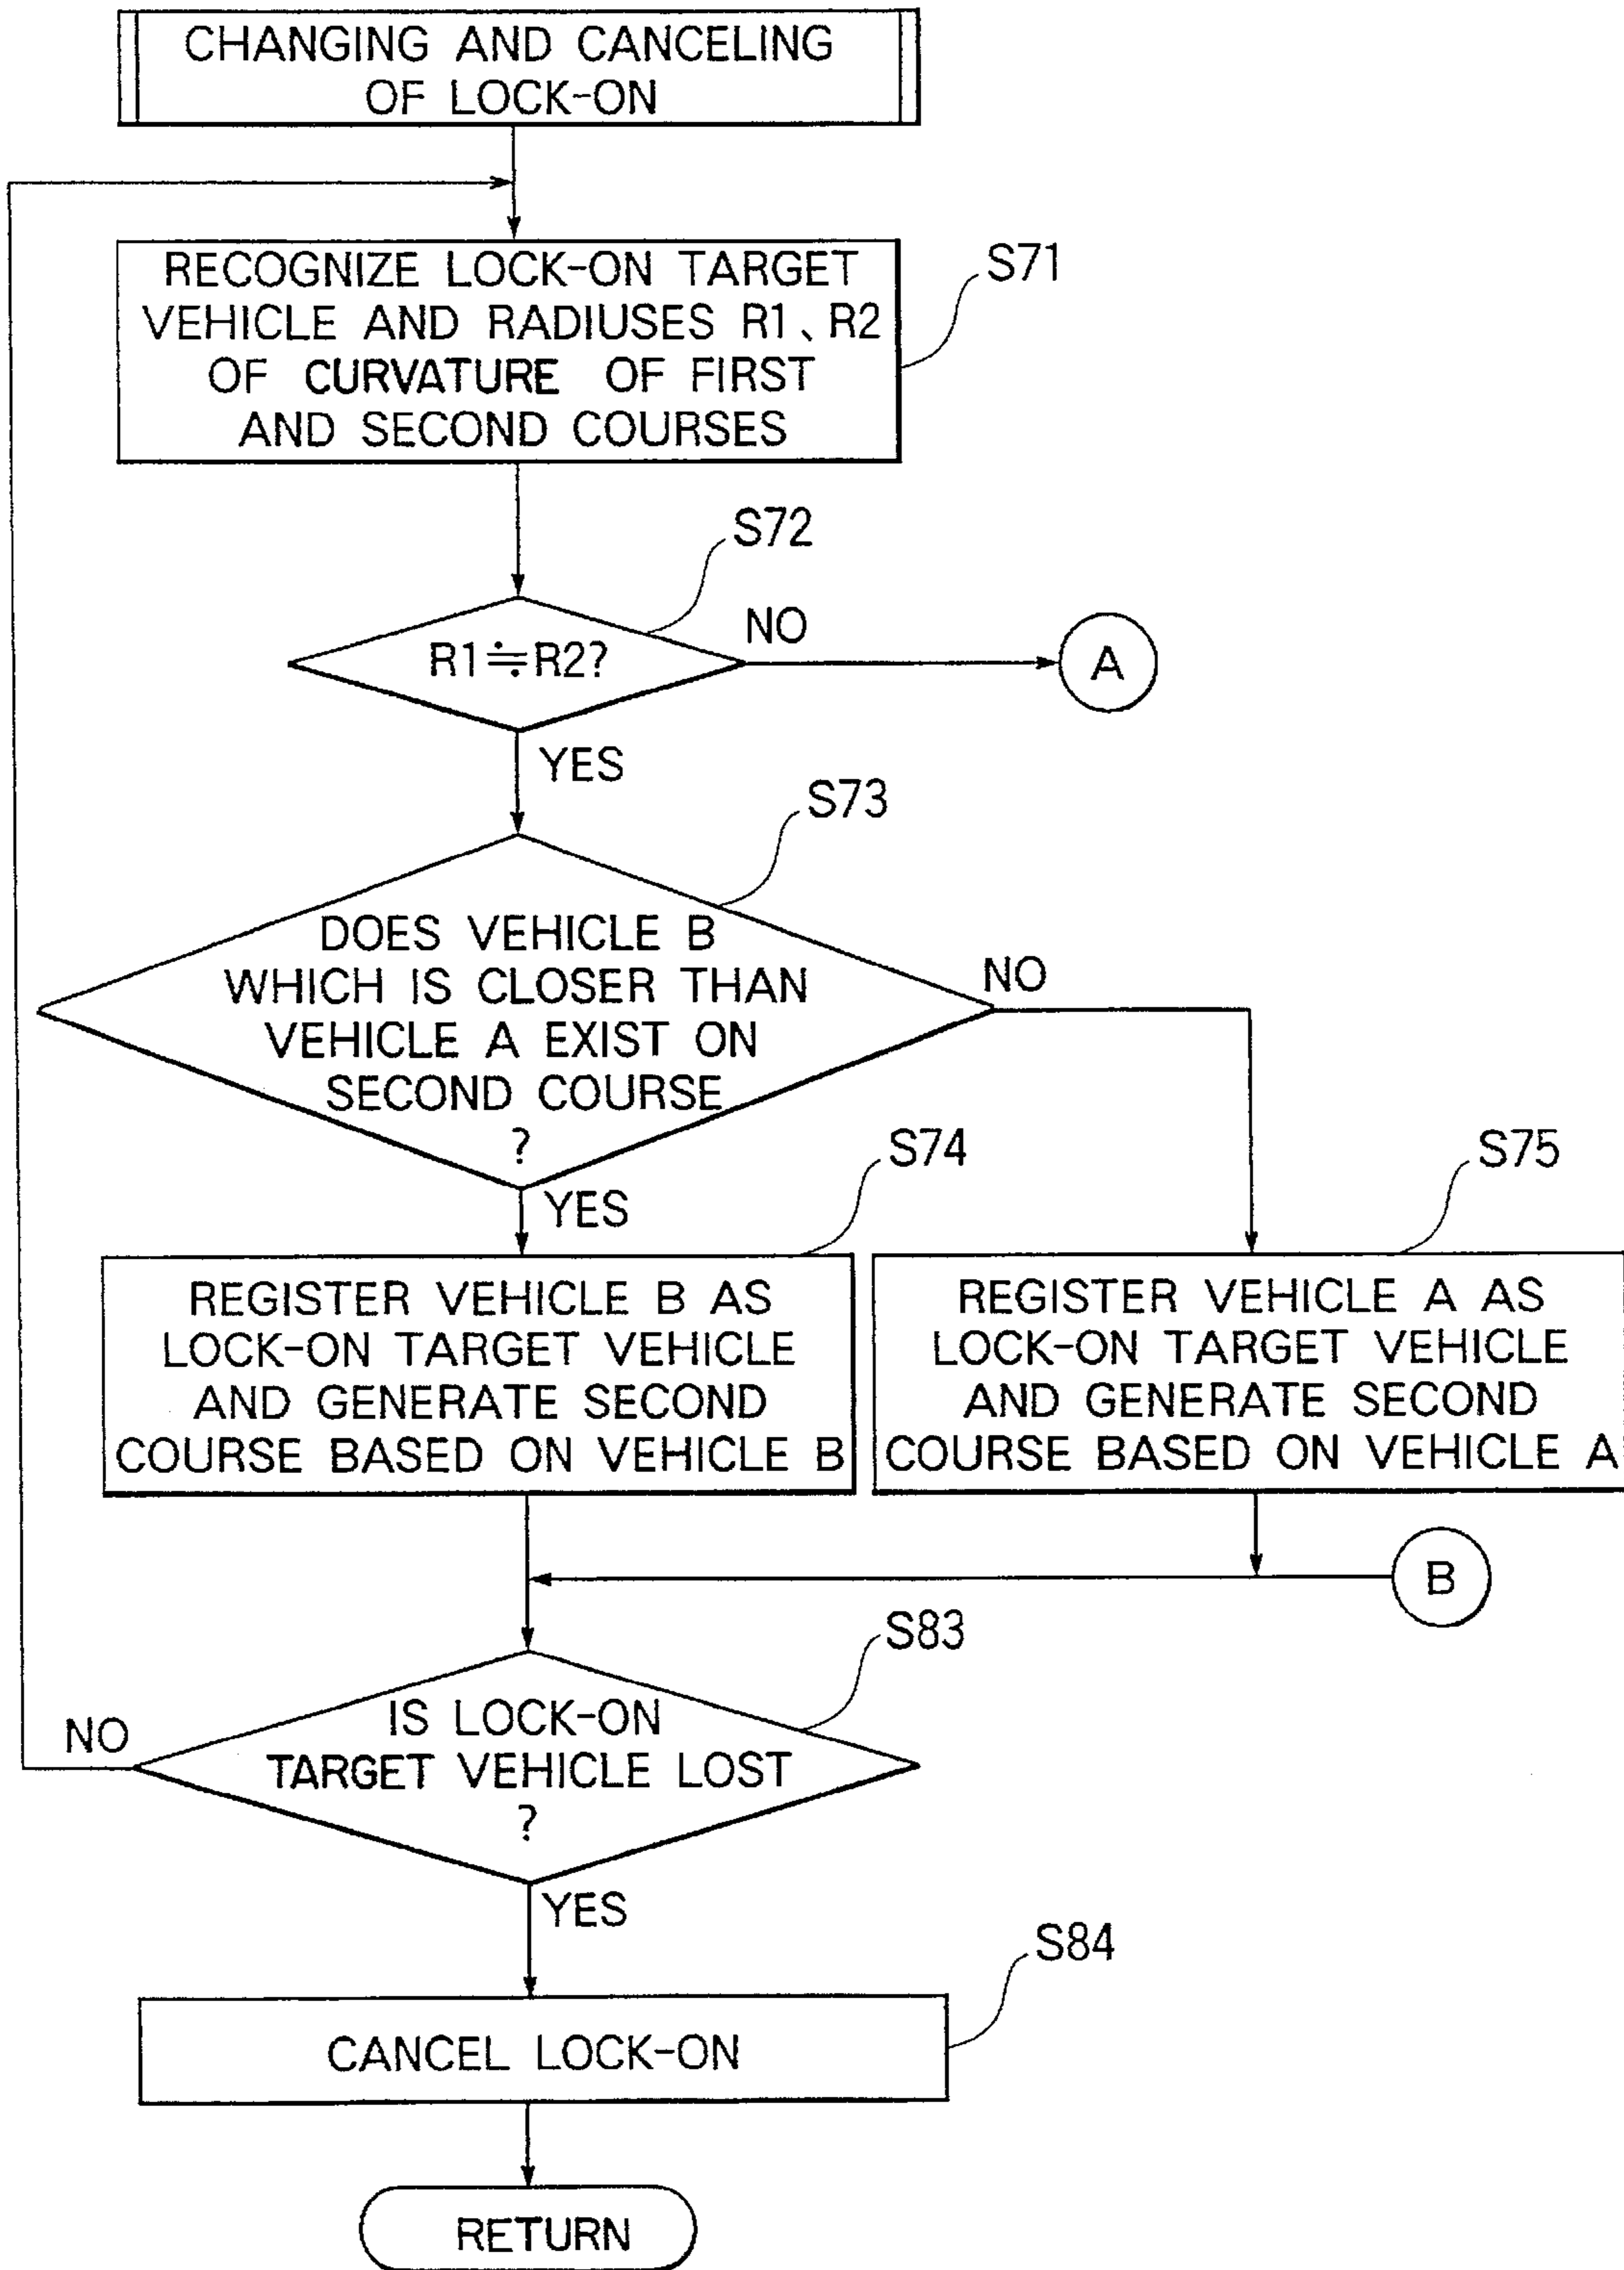 CHANGING AND CANCELING
OF LOCK-ON
RECOGNIZE LOCK-ON TARGET
VEHICLE AND RADIUSES R1、R2
OF CURVATURE OF FIRST
AND SECOND COURSES
S71
S72
R1≒R2?
NO
A
YES
S73
DOES VEHICLE B
WHICH IS CLOSER THAN
VEHICLE A EXIST ON
SECOND COURSE
?
NO
YES
S74
S75
REGISTER VEHICLE B AS
LOCK-ON TARGET VEHICLE
AND GENERATE SECOND
COURSE BASED ON VEHICLE B
REGISTER VEHICLE A AS
LOCK-ON TARGET VEHICLE
AND GENERATE SECOND
COURSE BASED ON VEHICLE A
B
S83
IS LOCK-ON
TARGET VEHICLE LOST
?
NO
YES
S84
CANCEL LOCK-ON
RETURN